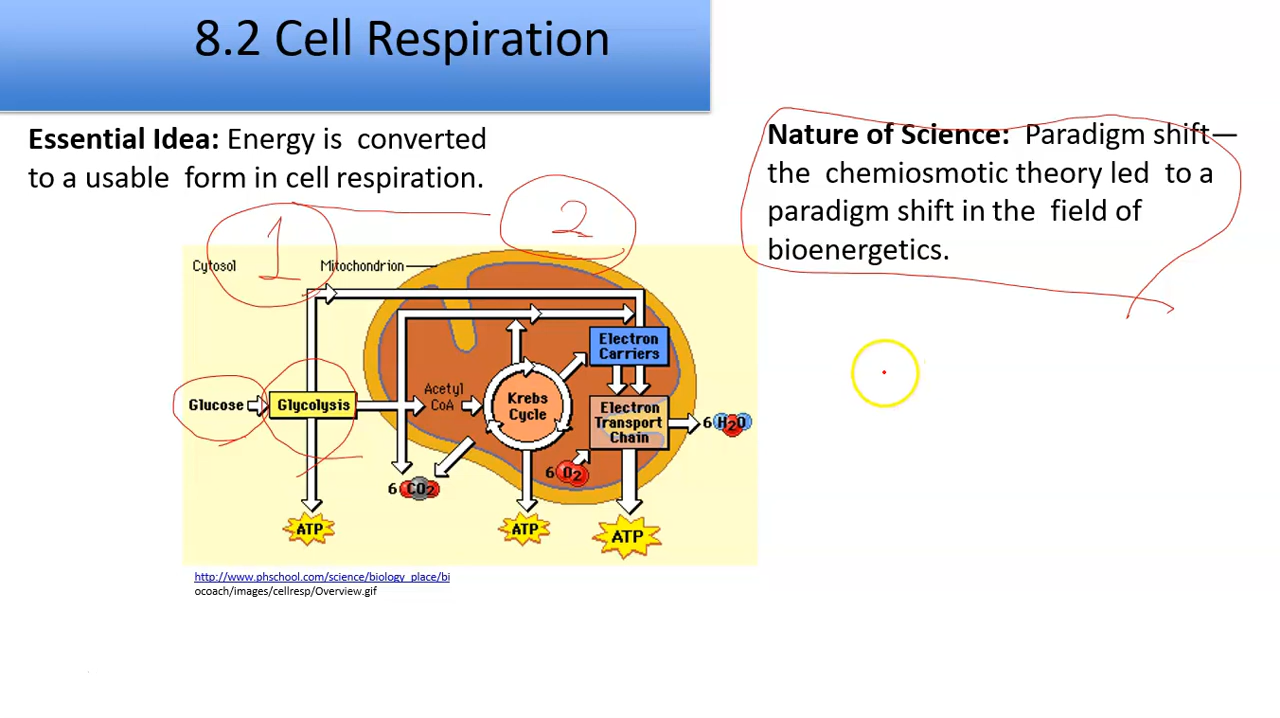 8.2 Cell Respiration
Essential Idea: Energy is converted
to a usable form in cell respiration.
Nature of Science: Paradigm shift—
the chemiosmotic theory led to a
paradigm shift in the field of
bioenergetics.
1
2
Cytosol
Mitochondrion
Electron
Carriers
Glucose
Glycolysis
Acetyl
CoA
Krebs
Cycle
Electron
Transport
Chain
6 H2O
6 O2
6 CO2
ATP
ATP
ATP
http://www.phschool.com/science/biology_place/bi
ocoach/images/cellresp/Overview.gif